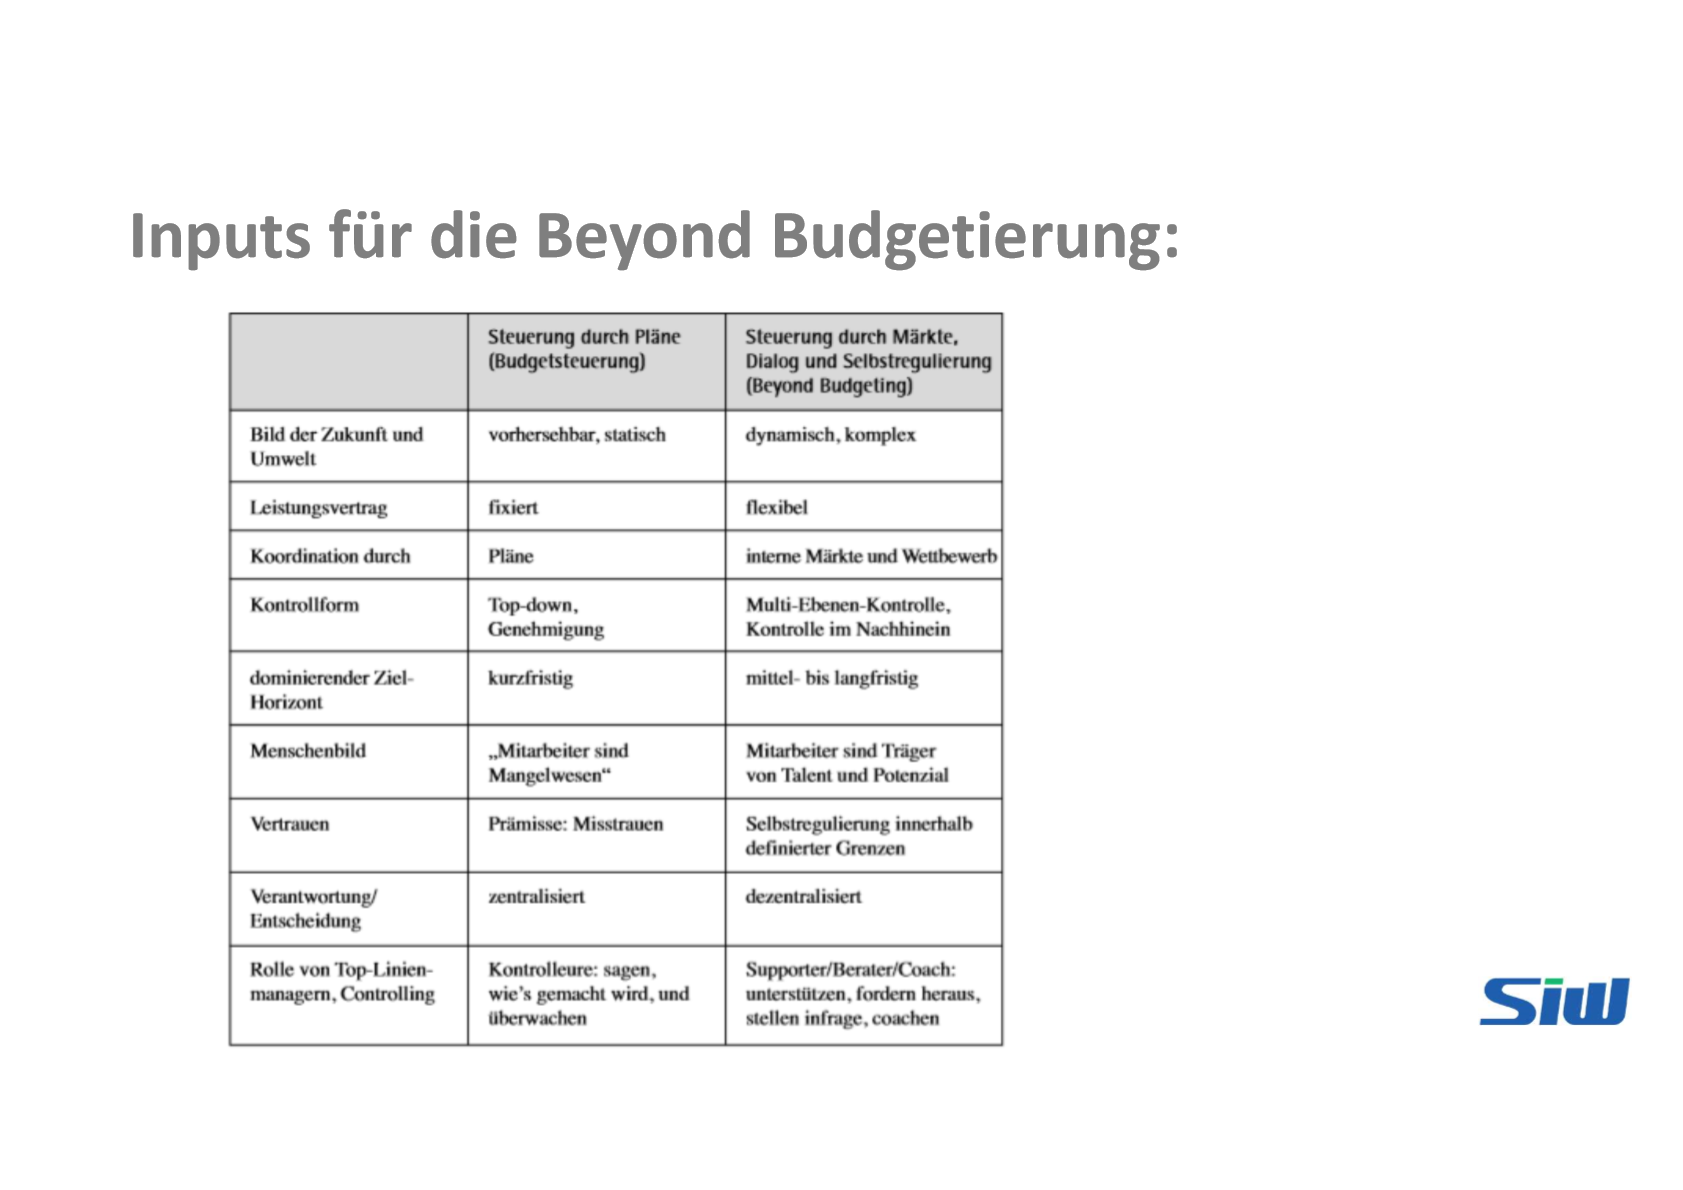 Inputs für die Beyond Budgetierung:
Steuerung durch Pläne
(Budgetsteuerung)
Steuerung durch Märkte,
Dialog und Selbstregulierung
(Beyond Budgeting)
Bild der Zukunft und
Umwelt
vorhersehbar, statisch
dynamisch, komplex
Leistungsvertrag
fixiert
flexibel
Koordination durch
Pläne
interne Märkte und Wettbewerb
Kontrollform
Top-down,
Genehmigung
Multi-Ebenen-Kontrolle,
Kontrolle im Nachhinein
dominierender Ziel-
Horizont
kurzfristig
mittel- bis langfristig
Menschenbild
„Mitarbeiter sind
Mangelwesen“
Mitarbeiter sind Träger
von Talent und Potenzial
Vertrauen
Prämisse: Misstrauen
Selbstregulierung innerhalb
definierter Grenzen
Verantwortung/
Entscheidung
zentralisiert
dezentralisiert
Rolle von Top-Linien-
managern, Controlling
Kontrolleure: sagen,
wie’s gemacht wird, und
überwachen
Supporter/Berater/Coach:
unterstützen, fordern heraus,
stellen infrage, coachen
Siw